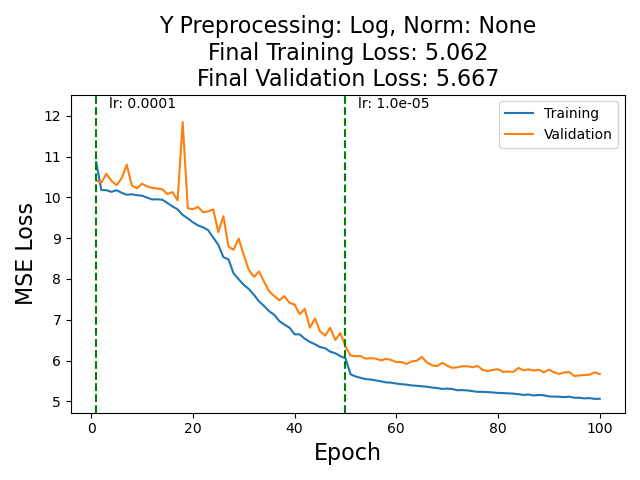 Y Preprocessing: Log, Norm: None
Final Training Loss: 5.062
Final Validation Loss: 5.667
lr: 0.0001
lr: 1.0e-05
Training
Validation
MSE Loss
12
11
10
9
8
7
6
5
0 20 40 60 80 100
Epoch